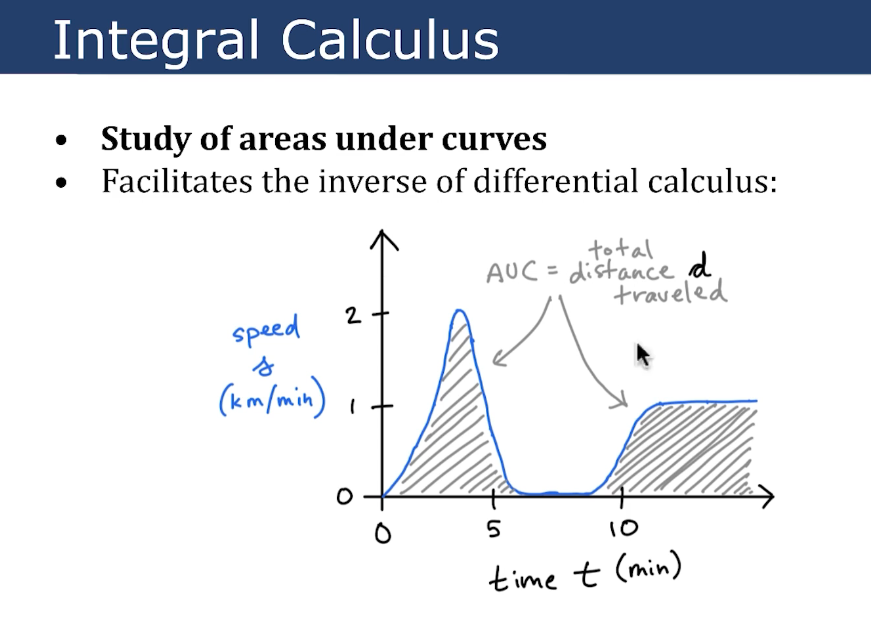 Integral Calculus
• Study of areas under curves
• Facilitates the inverse of differential calculus:
AUC = total distance d traveled
speed
s
(km/min)
2
1
0
0 5 10
time t (min)